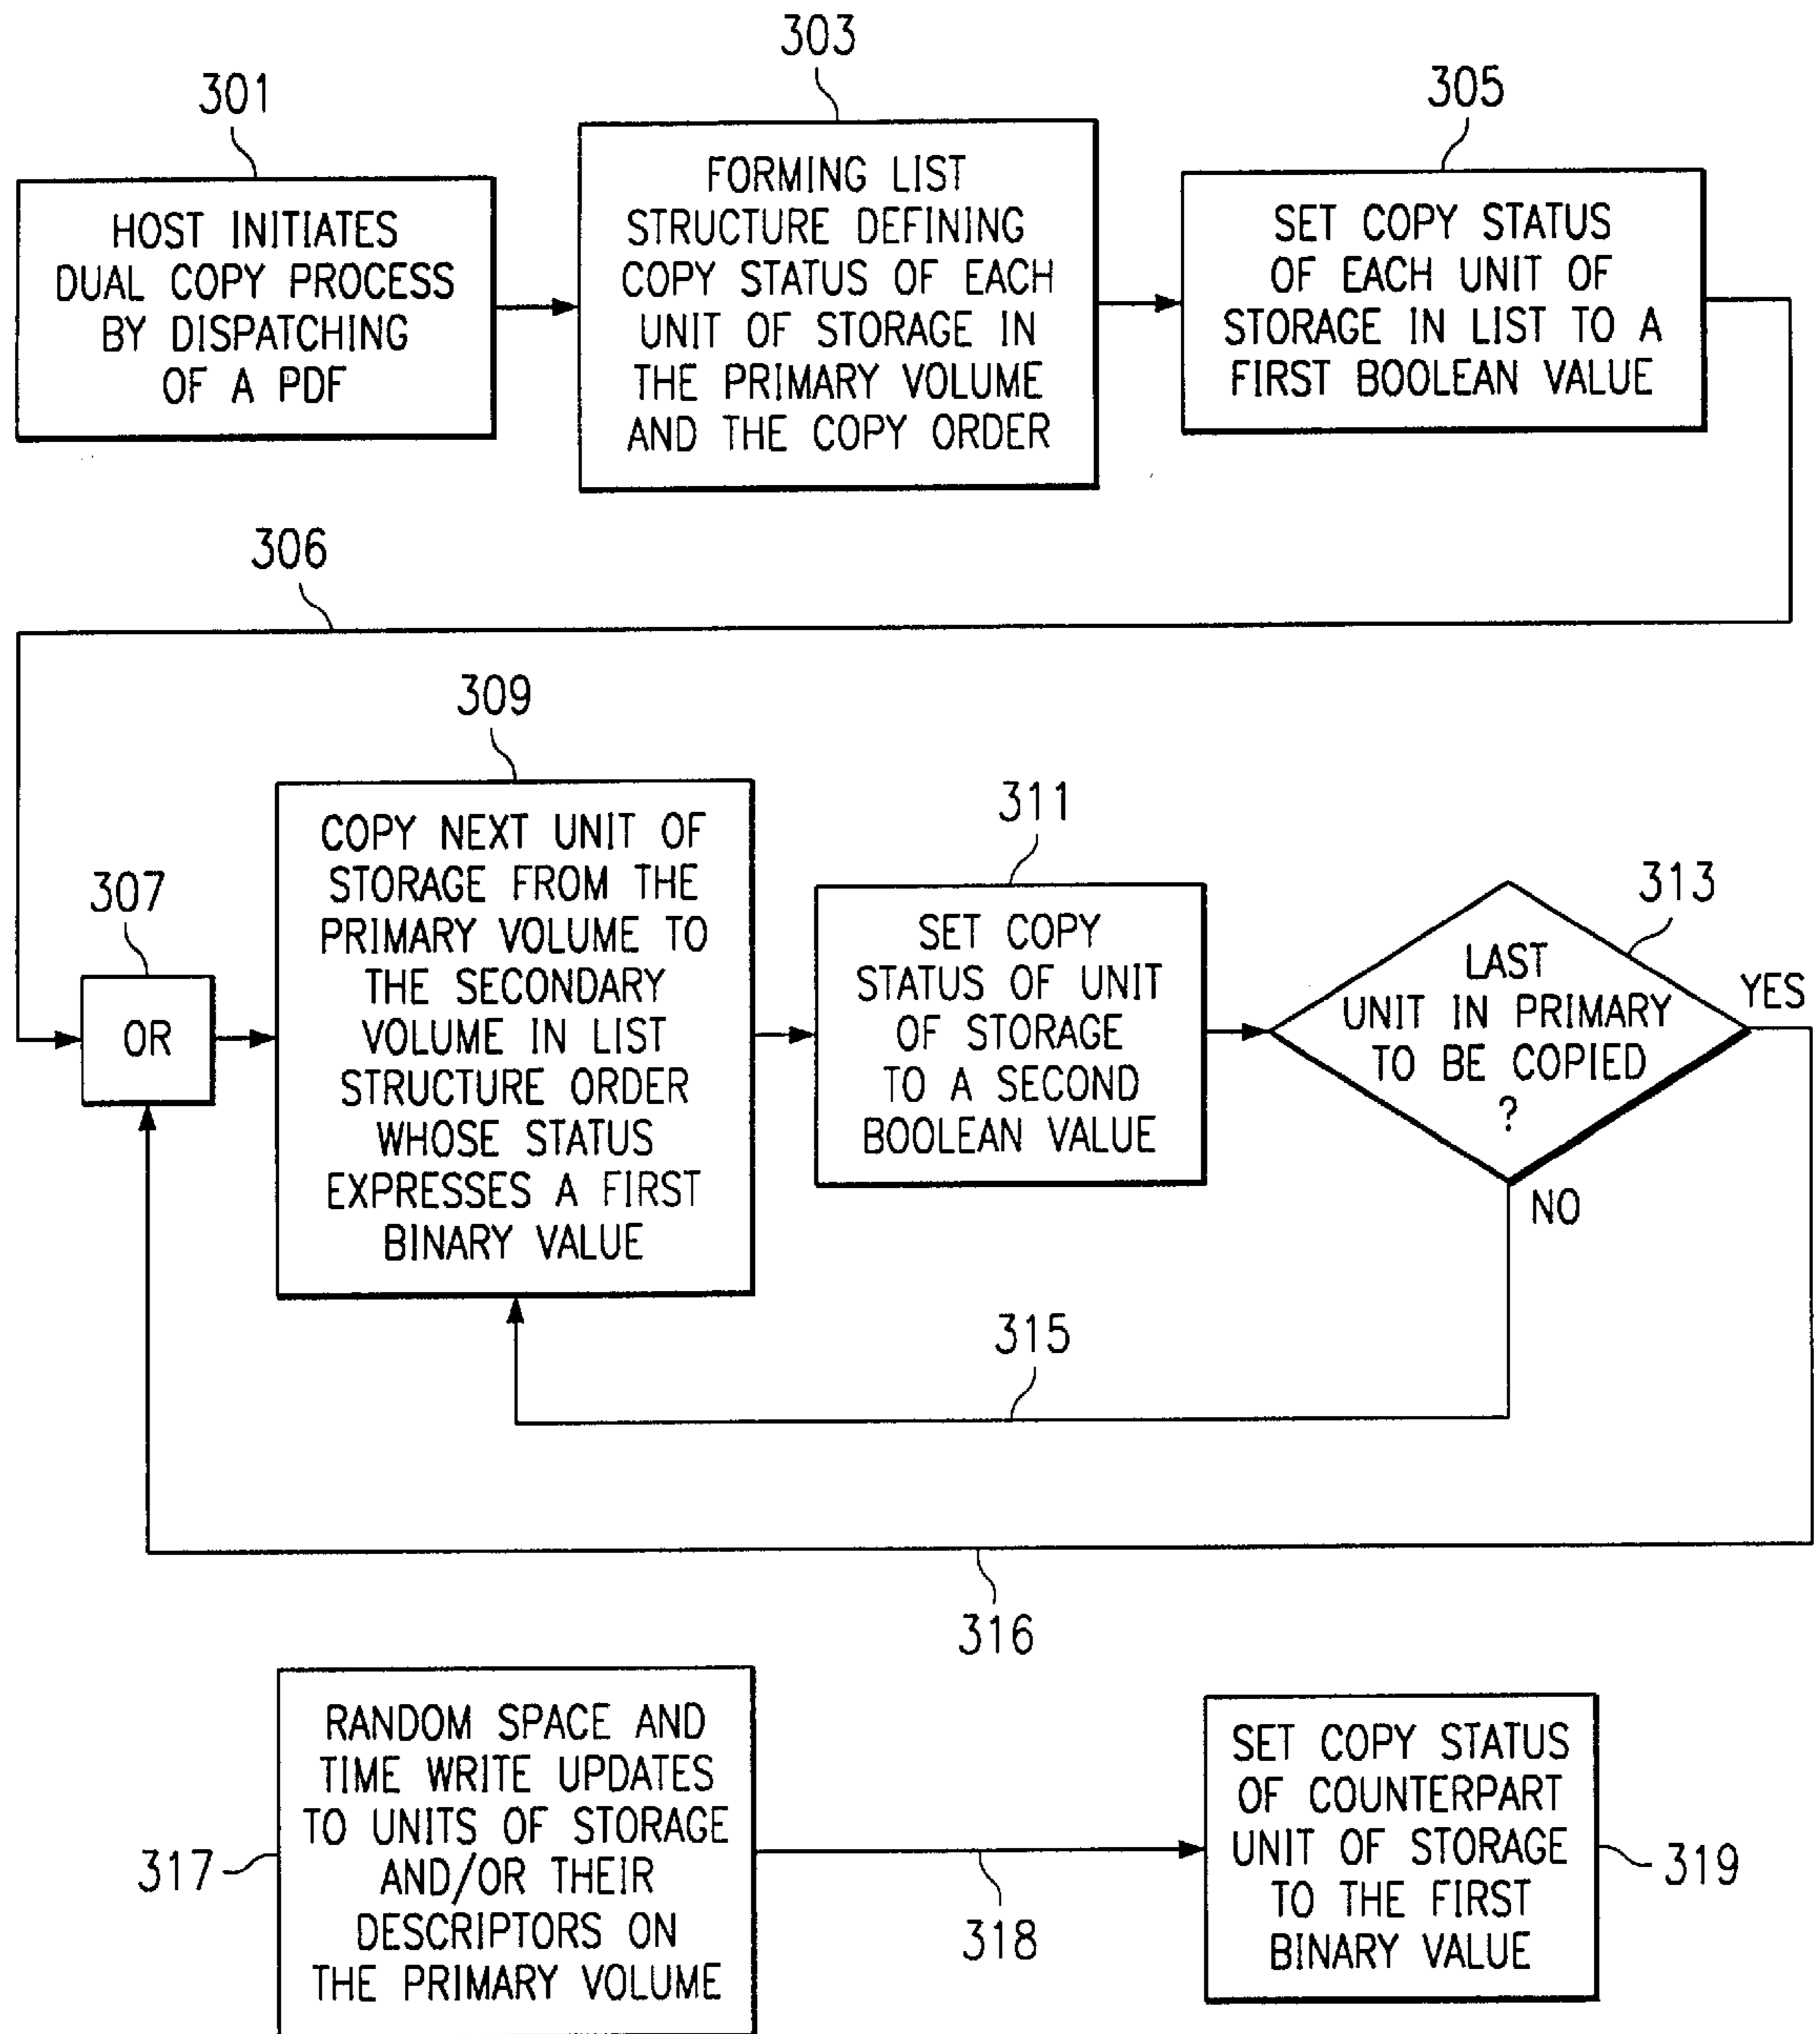 301
HOST INITIATES
DUAL COPY PROCESS
BY DISPATCHING
OF A PDF
303
FORMING LIST
STRUCTURE DEFINING
COPY STATUS OF EACH
UNIT OF STORAGE IN
THE PRIMARY VOLUME
AND THE COPY ORDER
305
SET COPY STATUS
OF EACH UNIT OF
STORAGE IN LIST TO A
FIRST BOOLEAN VALUE
306
307
OR
309
COPY NEXT UNIT OF
STORAGE FROM THE
PRIMARY VOLUME TO
THE SECONDARY
VOLUME IN LIST
STRUCTURE ORDER
WHOSE STATUS
EXPRESSES A FIRST
BINARY VALUE
311
SET COPY
STATUS OF UNIT
OF STORAGE
TO A SECOND
BOOLEAN VALUE
313
LAST
UNIT IN PRIMARY
TO BE COPIED
?
YES
NO
315
316
317
RANDOM SPACE AND
TIME WRITE UPDATES
TO UNITS OF STORAGE
AND/OR THEIR
DESCRIPTORS ON
THE PRIMARY VOLUME
318
SET COPY STATUS
OF COUNTERPART
UNIT OF STORAGE
TO THE FIRST
BINARY VALUE
319